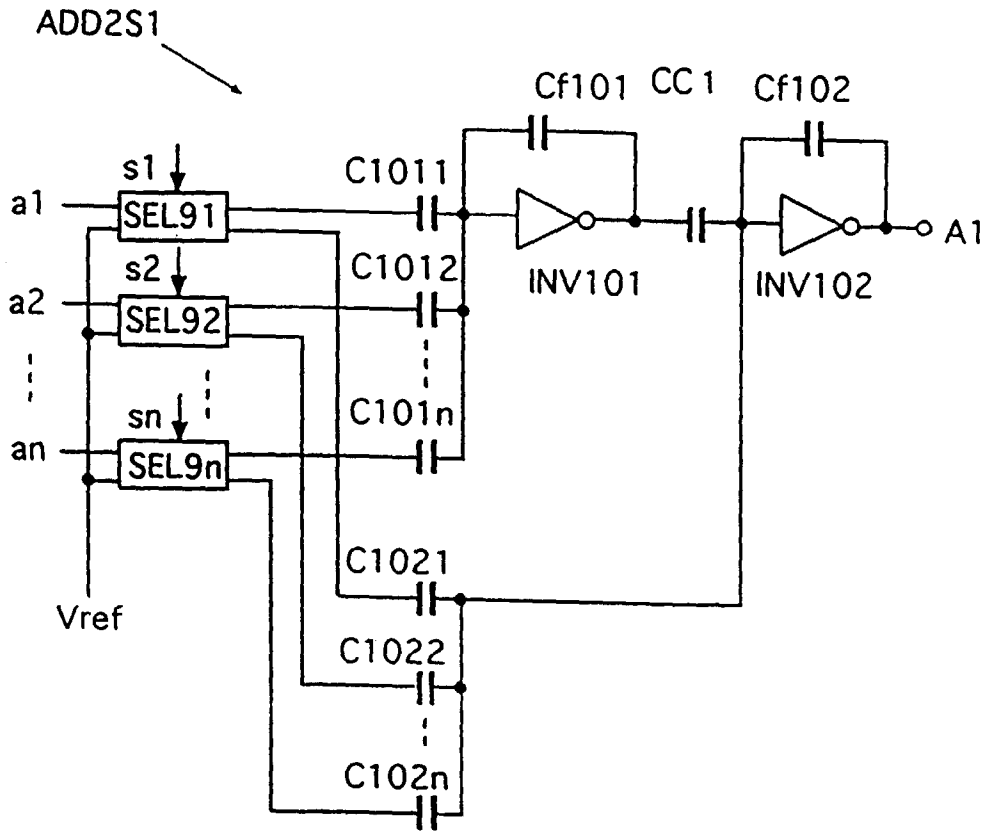 ADD2S1
Cf101
CC1
Cf102
s1
C1011
a1
SEL91
A1
s2
C1012
INV101
INV102
a2
SEL92
sn
C101n
an
SEL9n
C1021
Vref
C1022
C102n